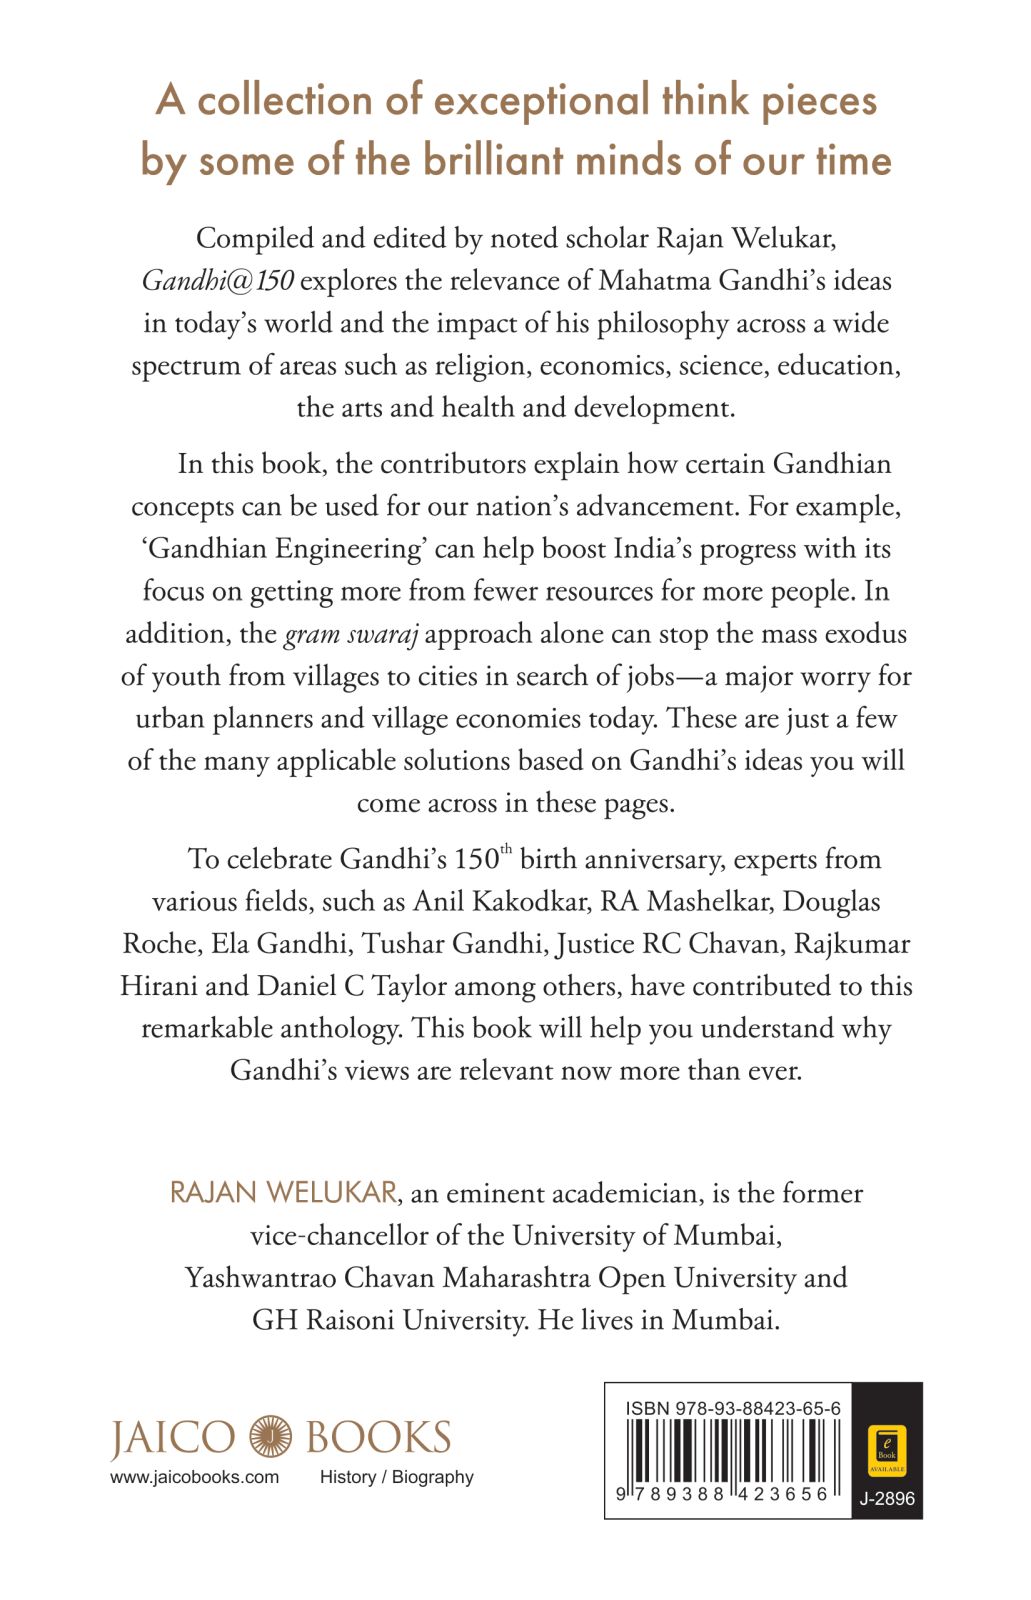 A collection of exceptional think pieces
by some of the brilliant minds of our time
Compiled and edited by noted scholar Rajan Welukar,
Gandhi@150 explores the relevance of Mahatma Gandhi’s ideas
in today’s world and the impact of his philosophy across a wide
spectrum of areas such as religion, economics, science, education,
the arts and health and development.
In this book, the contributors explain how certain Gandhian
concepts can be used for our nation’s advancement. For example,
‘Gandhian Engineering’ can help boost India’s progress with its
focus on getting more from fewer resources for more people. In
addition, the gram swaraj approach alone can stop the mass exodus
of youth from villages to cities in search of jobs—a major worry for
urban planners and village economies today. These are just a few
of the many applicable solutions based on Gandhi’s ideas you will
come across in these pages.
To celebrate Gandhi’s 150th birth anniversary, experts from
various fields, such as Anil Kakodkar, RA Mashelkar, Douglas
Roche, Ela Gandhi, Tushar Gandhi, Justice RC Chavan, Rajkumar
Hirani and Daniel C Taylor among others, have contributed to this
remarkable anthology. This book will help you understand why
Gandhi’s views are relevant now more than ever.
RAJAN WELUKAR, an eminent academician, is the former
vice-chancellor of the University of Mumbai,
Yashwantrao Chavan Maharashtra Open University and
GH Raisoni University. He lives in Mumbai.
JAICO J BOOKS
www.jaicobooks.com History / Biography
ISBN 978-93-88423-65-6
9 789388 423656
e
Book
AVAILABLE
J-2896